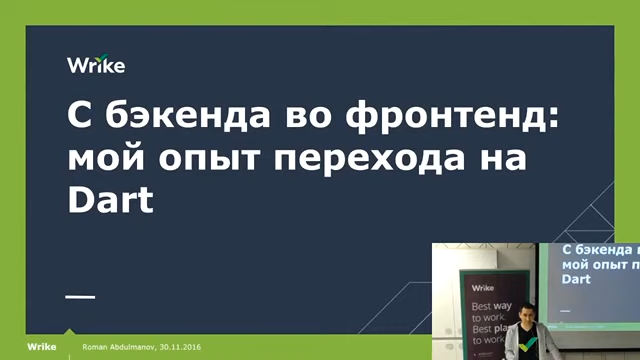 Wrike
С бэкенда во фронтенд:
мой опыт перехода на
Dart
Wrike
Best way
to work.
Best
to work.
С бэкенда
мой опыт п
Dart
Wrike
Roman Abdulmanov, 30.11.2016